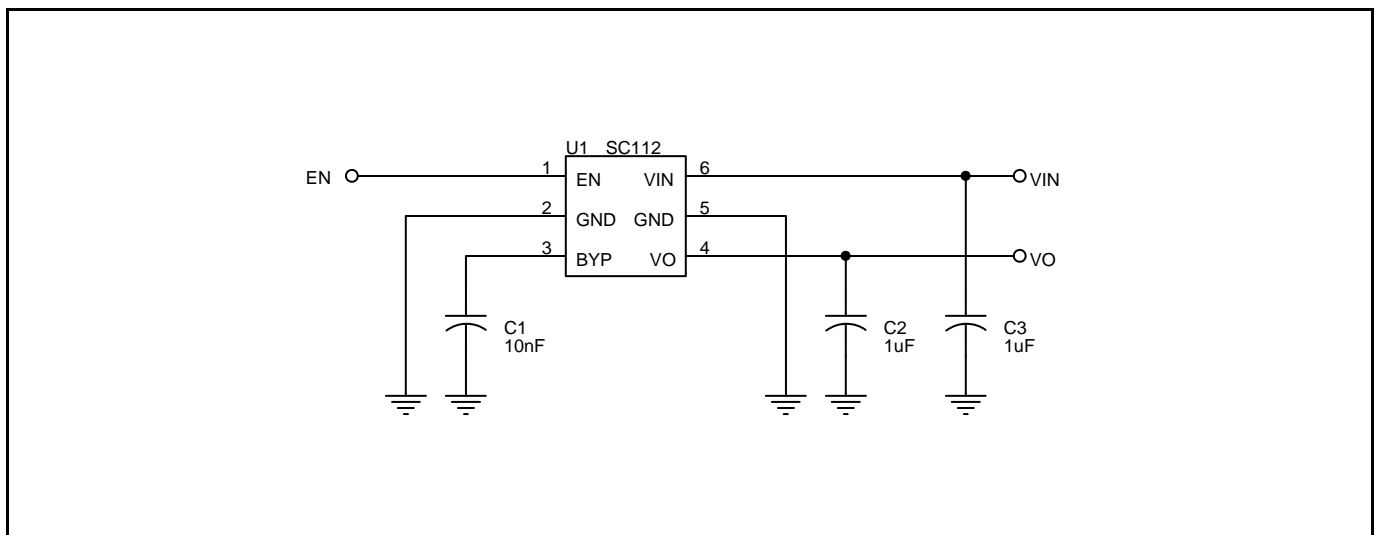 U1 SC112
EN 1 EN VIN 6 VIN
2 GND GND 5
3 BYP VO 4 VO
C1
10nF
C2
1uF
C3
1uF